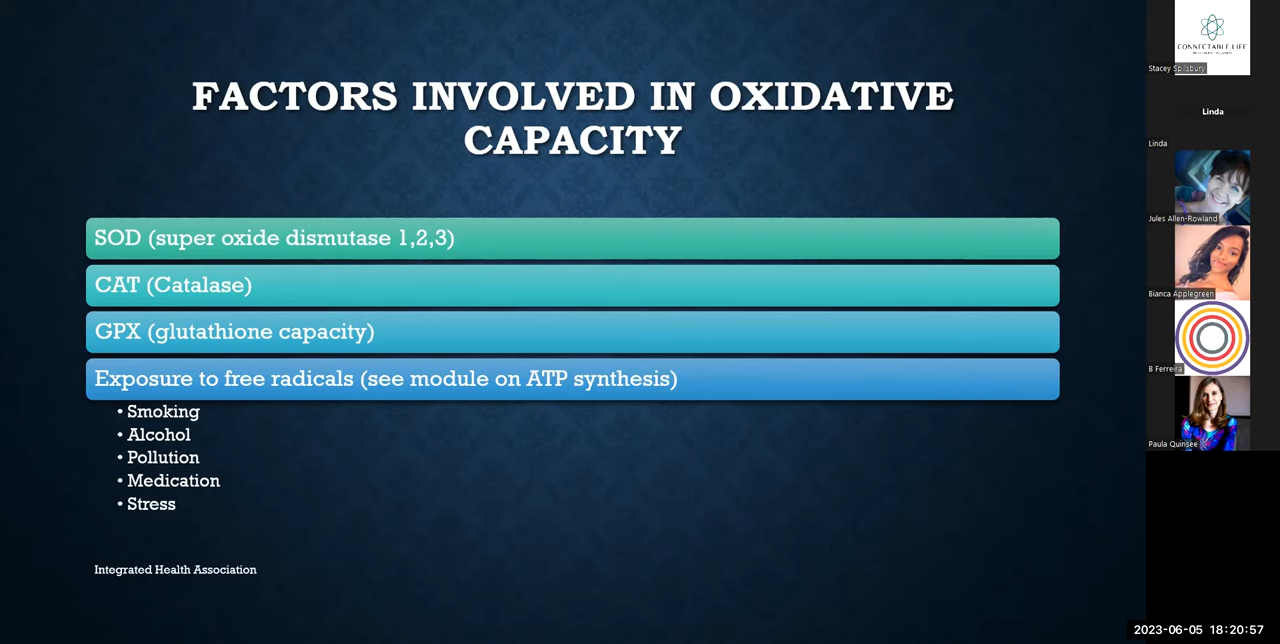 FACTORS INVOLVED IN OXIDATIVE
CAPACITY
SOD (super oxide dismutase 1,2,3)
CAT (Catalase)
GPX (glutathione capacity)
Exposure to free radicals (see module on ATP synthesis)
• Smoking
• Alcohol
• Pollution
• Medication
• Stress
Integrated Health Association
CONNECTABLE LIFE
Stacey Spilsbury
Linda
Linda
Jules Allen-Rowland
Bianca Applegreen
B Ferreira
Paula Quinsee
2023-06-05 18:20:57